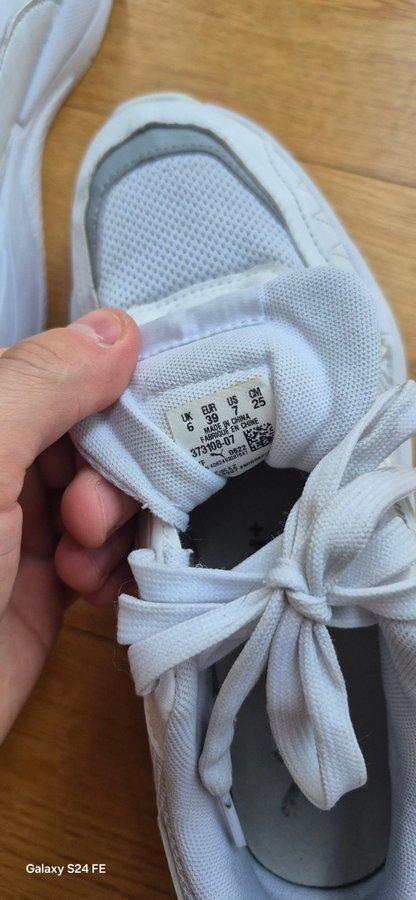 UK EUR US CM
6 39 7 25
MADE IN CHINA
FABRIQUÉ EN CHINE
373108-07
0622
Galaxy S24 FE